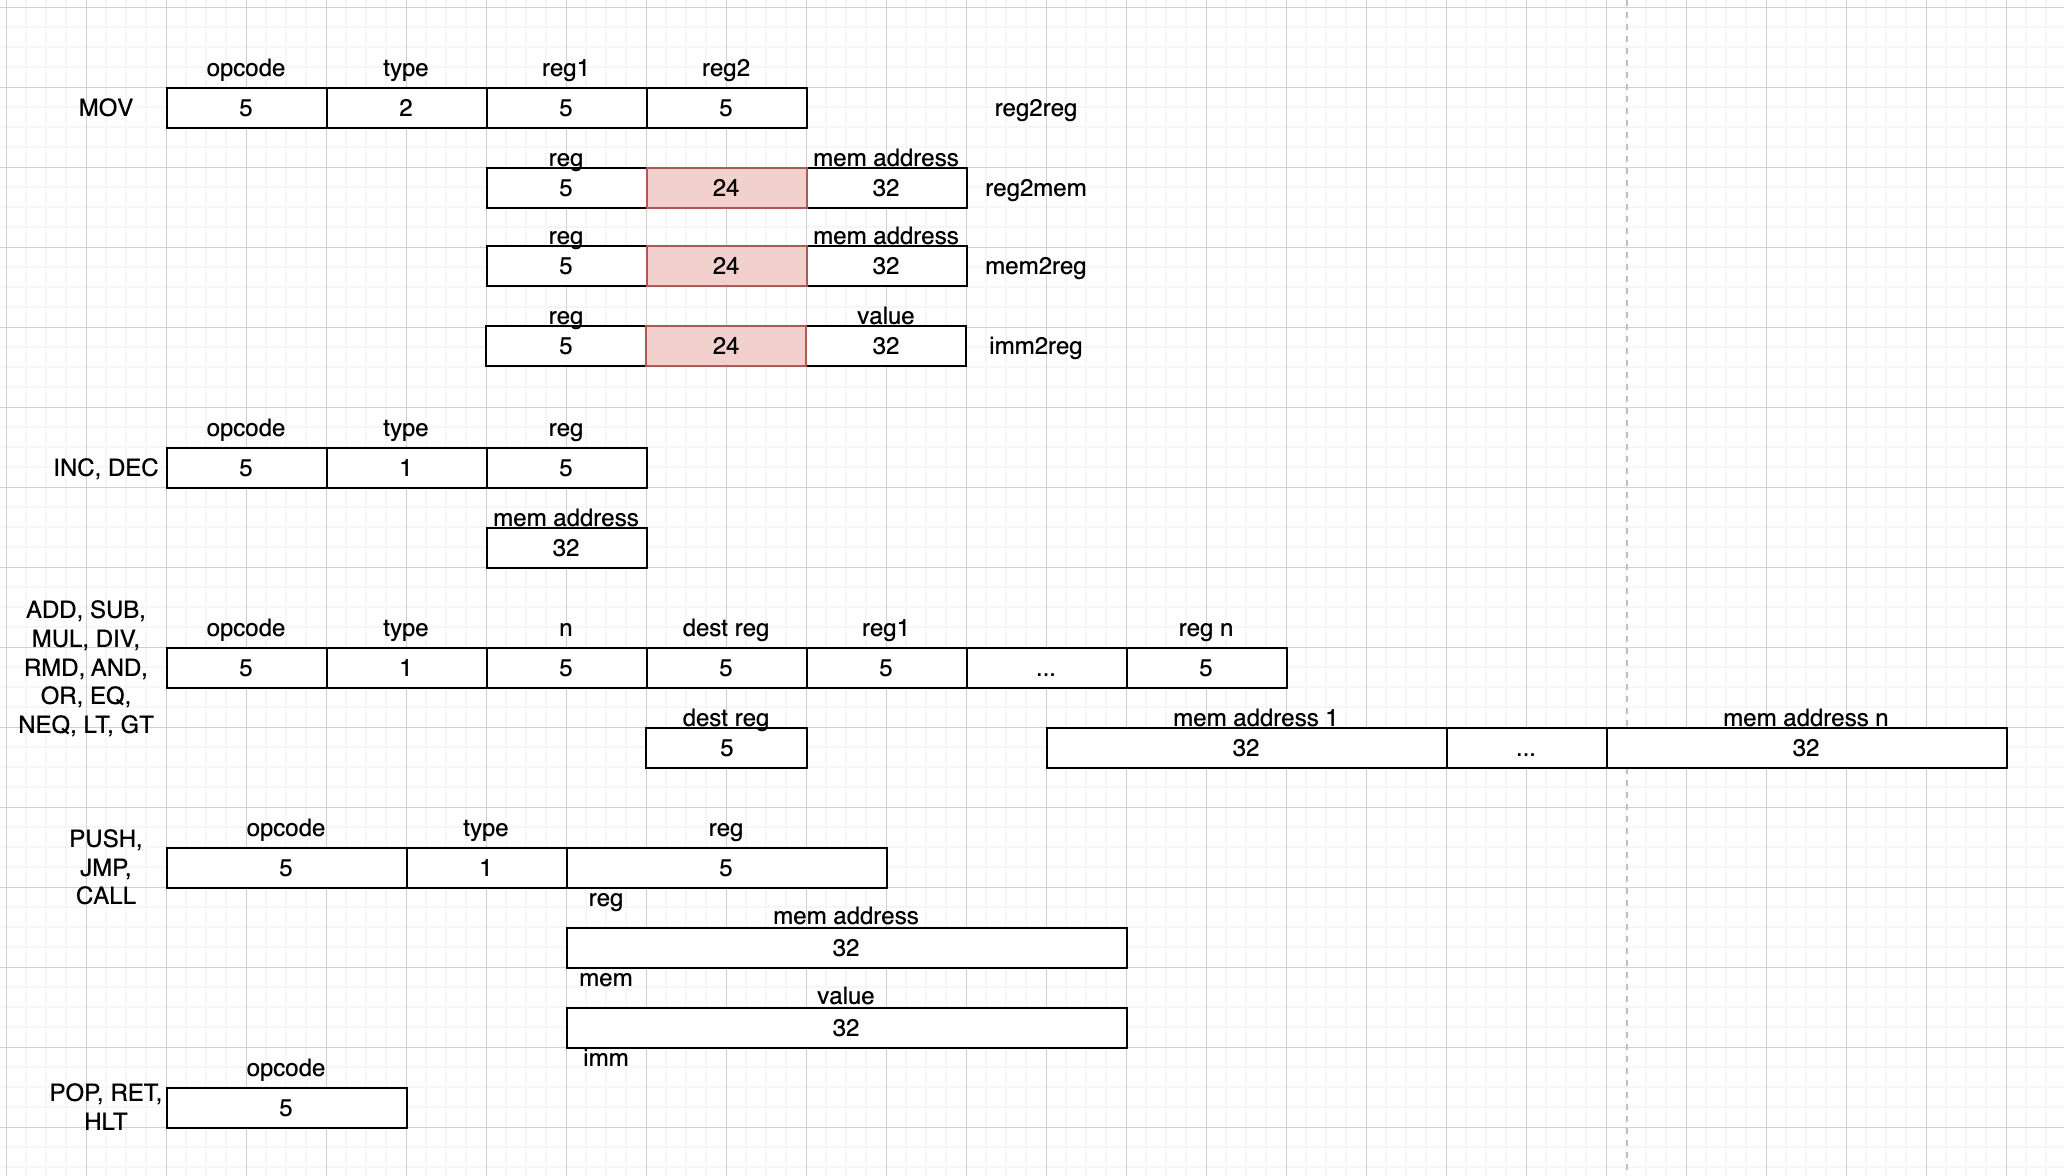 opcode type reg1 reg2
MOV 5 2 5 5 reg2reg
reg mem address
5 24 32 reg2mem
reg mem address
5 24 32 mem2reg
reg value
5 24 32 imm2reg
opcode type reg
INC, DEC 5 1 5
mem address
32
ADD, SUB,
MUL, DIV,
RMD, AND,
OR, EQ,
NEQ, LT, GT
opcode type n dest reg reg1 reg n
5 1 5 5 5 ... 5
dest reg mem address 1 mem address n
5 32 ... 32
PUSH,
JMP,
CALL
opcode type reg
5 1 5
reg
mem address
32
mem
value
32
imm
opcode
POP, RET,
HLT
5